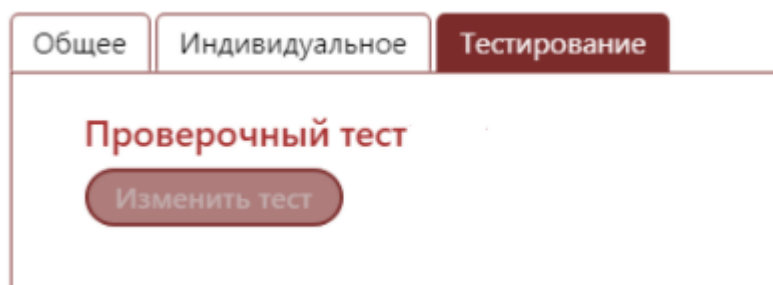 Общее Индивидуальное Тестирование
Проверочный тест
Изменить тест